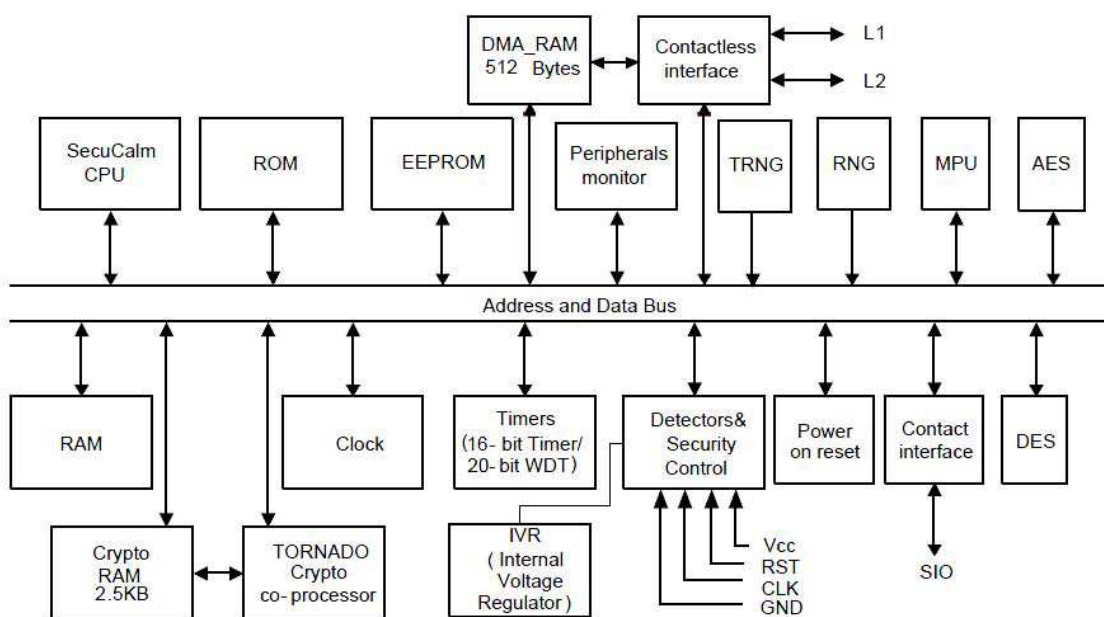 DMA_RAM
512 Bytes
Contactless
interface
L1
L2
SecuCalm
CPU
ROM
EEPROM
Peripherals
monitor
TRNG
RNG
MPU
AES
Address and Data Bus
RAM
Clock
Timers
(16- bit Timer/
20-bit WDT)
Detectors&
Security
Control
Power
on reset
Contact
interface
DES
Crypto
RAM
2.5KB
TORNADO
Crypto
co- processor
IVR
( Internal
Voltage
Regulator )
Vcc
RST
CLK
GND
SIO